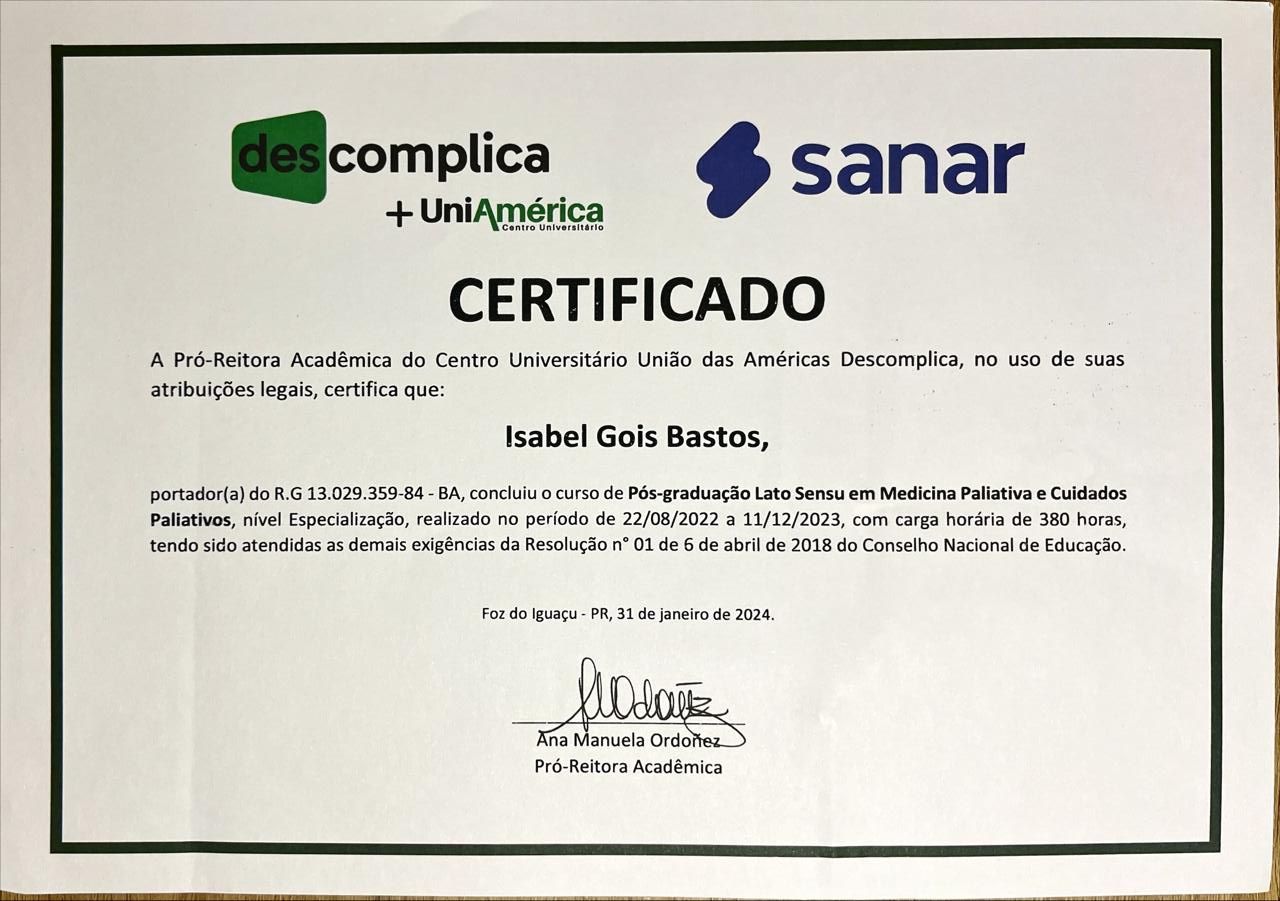 descomplica
+ UniAmérica
Centro Universitário
sanar
CERTIFICADO
A Pró-Reitora Acadêmica do Centro Universitário União das Américas Descomplica, no uso de suas
atribuições legais, certifica que:
Isabel Gois Bastos,
portador(a) do R.G 13.029.359-84 - BA, concluiu o curso de Pós-graduação Lato Sensu em Medicina Paliativa e Cuidados
Paliativos, nível Especialização, realizado no período de 22/08/2022 a 11/12/2023, com carga horária de 380 horas,
tendo sido atendidas as demais exigências da Resolução n° 01 de 6 de abril de 2018 do Conselho Nacional de Educação.
Foz do Iguaçu - PR, 31 de janeiro de 2024.
Ana Manuela Ordoñez
Pró-Reitora Acadêmica